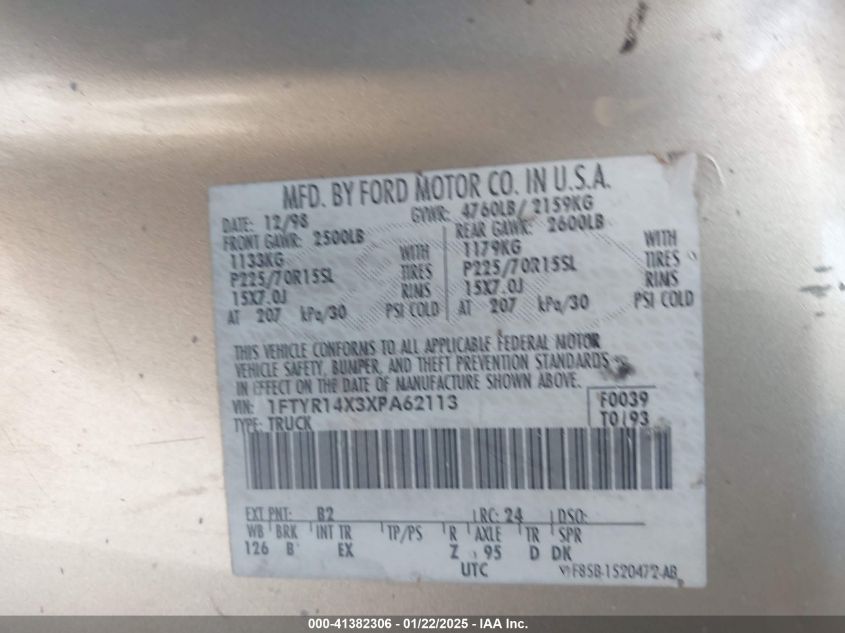 MFD. BY FORD MOTOR CO. IN U.S.A.
DATE: 12/98 GVWR: 4760LB/ 2159KG
FRONT GAWR: 2500LB REAR GAWR: 2600LB
1133KG WITH 1179KG WITH
P225/70R15SL TIRES P225/70R15SL TIRES
15X7.0J RIMS 15X7.0J RIMS
AT 207 kPa/30 PSI COLD AT 207 kPa/30 PSI COLD
THIS VEHICLE CONFORMS TO ALL APPLICABLE FEDERAL MOTOR
VEHICLE SAFETY, BUMPER, AND THEFT PREVENTION STANDARDS
IN EFFECT ON THE DATE OF MANUFACTURE SHOWN ABOVE.
VIN: 1FTYR14X3XPA62113 F0039
TYPE: TRUCK T0193
EXT PNT: B2 RC: 24 DSO:
WB BRK INT TR TP/PS R AXLE TR SPR
126 B EX Z 95 D DK
UTC F85B-1520472-AB
000-41382306 - 01/22/2025 - IAA Inc.